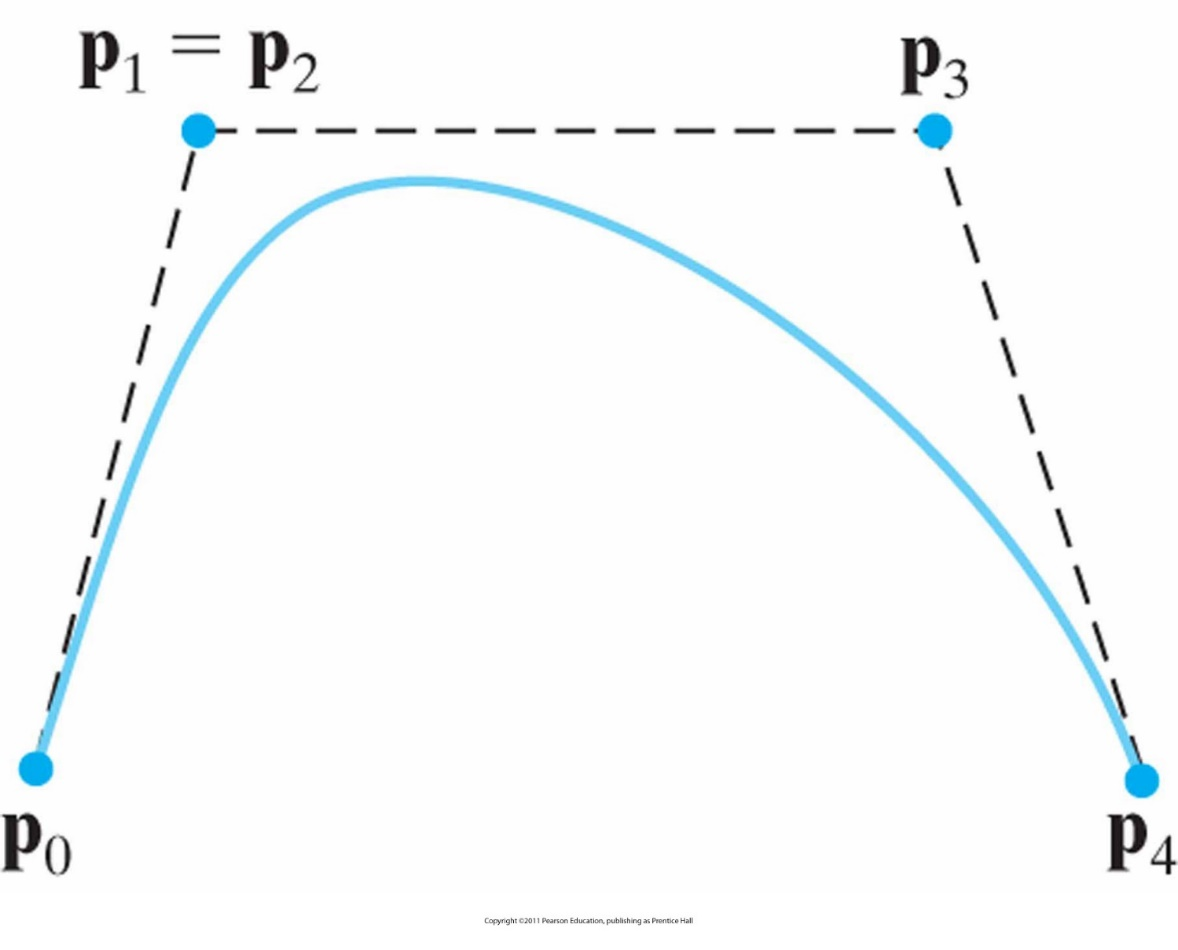 p₁ = p₂
p₃
p₀
p₄
Copyright ©2011 Pearson Education, publishing as Prentice Hall